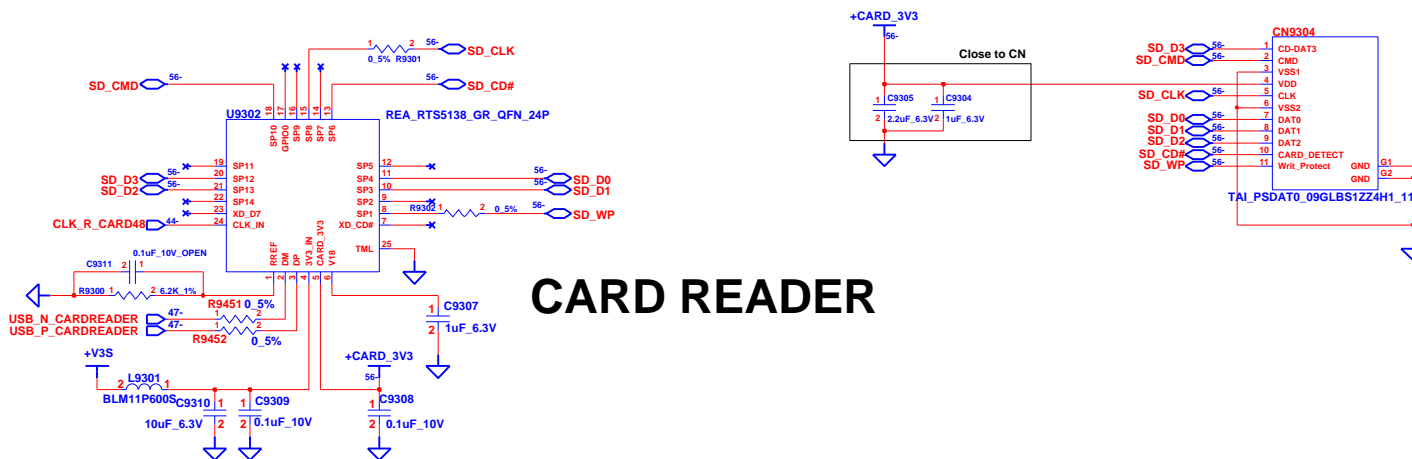 +CARD_3V3
56-
Close to CN
C9305
1
2
2.2uF_6.3V
C9304
1
2
1uF_6.3V
CN9304
SD_D3 56- 1 CD-DAT3
SD_CMD 56- 2 CMD
3 VSS1
4 VDD
SD_CLK 56- 5 CLK
6 VSS2
SD_D0 56- 7 DAT0
SD_D1 56- 8 DAT1
SD_D2 56- 9 DAT2
SD_CD# 56- 10 CARD_DETECT
SD_WP 56- 11 Writ_Protect
GND G1
GND G2
TAI_PSDAT0_09GLBS1ZZ4H1_11
1 2 56- SD_CLK
0_5% R9301
SD_CMD 56-
56- SD_CD#
18 17 16 15 14 13
U9302
REA_RTS5138_GR_QFN_24P
SP10 GPIO0 SP9 SP8 SP7 SP6
19 SP11
SD_D3 56- 20 SP12
SD_D2 56- 21 SP13
22 SP14
23 XD_D7
CLK_R_CARD48 44- 24 CLK_IN
SP5 12
SP4 11 56- SD_D0
SP3 10 56- SD_D1
SP2 9
SP1 8 R9302 1 2 0_5% 56- SD_WP
XD_CD# 7
TML 25
RREF DM DP 3V3_IN CARD_3V3 V18
1 2 3 4 5 6
0.1uF_10V_OPEN
C9311 2 1
R9300 1 2 6.2K_1%
R9451 0_5%
USB_N_CARDREADER 47- 1 2
USB_P_CARDREADER 47- 1 2
R9452 0_5%
CARD READER
C9307
1
2
1uF_6.3V
+V3S
L9301
2 1
BLM11P600S
C9310
1
2
10uF_6.3V
C9309
1
2
0.1uF_10V
+CARD_3V3
56-
C9308
1
2
0.1uF_10V